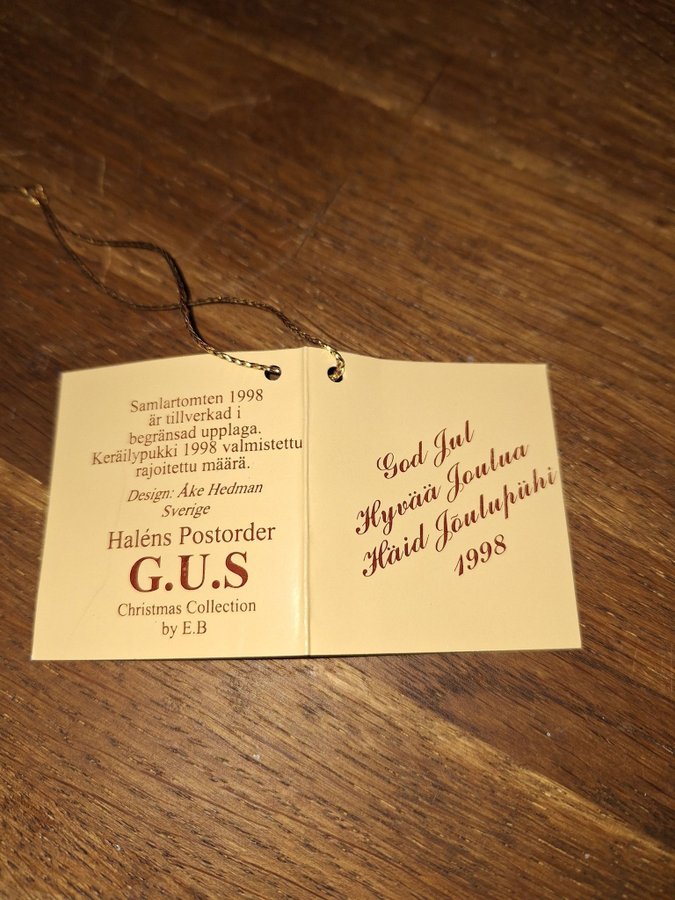 Samlartomten 1998
är tillverkad i
begränsad upplaga.
Keräilypukki 1998 valmistettu
rajoitettu määrä.
Design: Åke Hedman
Sverige
Haléns Postorder
G.U.S
Christmas Collection
by E.B
God Jul
Hyvää Joulua
Häid Jõulupühi
1998